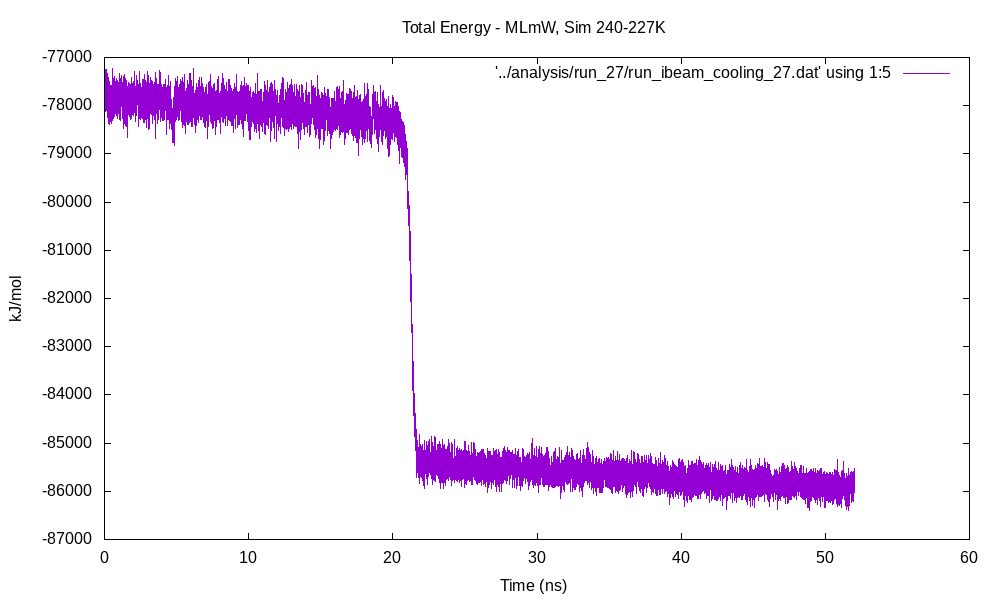 Total Energy - MLmW, Sim 240-227K
'../analysis/run_27/run_ibeam_cooling_27.dat' using 1:5
-77000
-78000
-79000
-80000
-81000
-82000
-83000
-84000
-85000
-86000
-87000
kJ/mol
0 10 20 30 40 50 60
Time (ns)